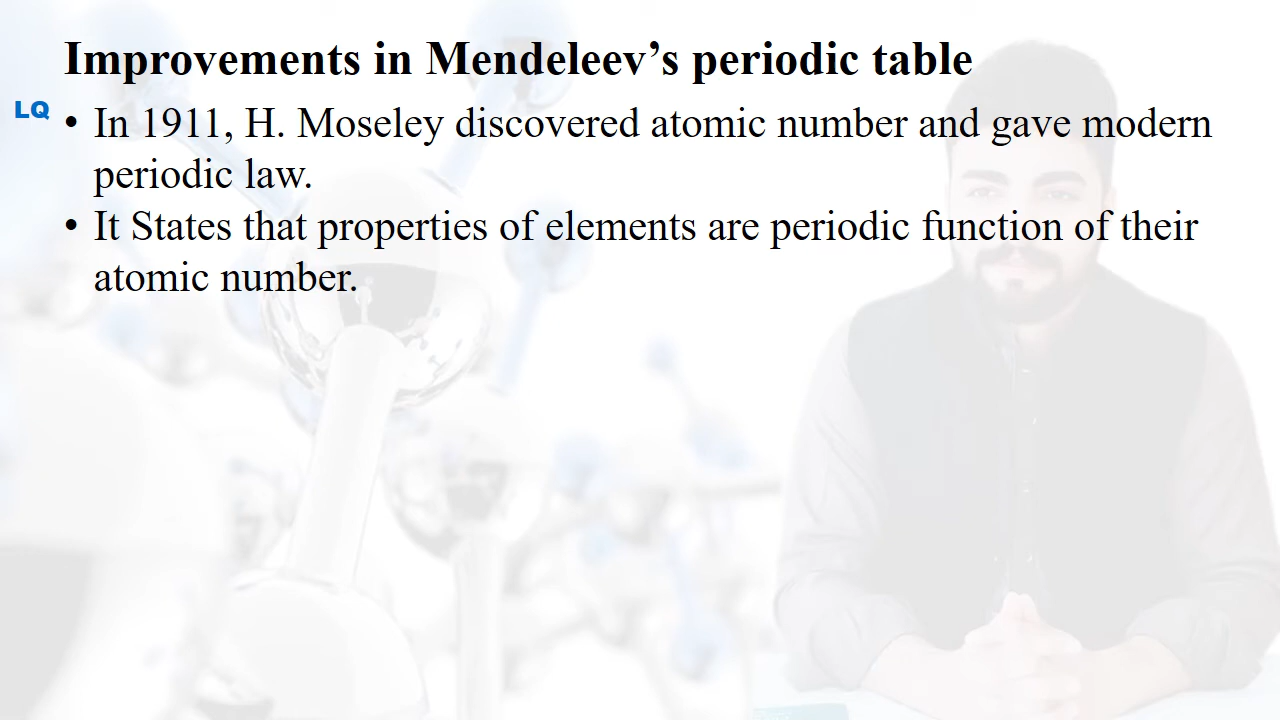 Improvements in Mendeleev’s periodic table
LQ
• In 1911, H. Moseley discovered atomic number and gave modern
periodic law.
• It States that properties of elements are periodic function of their
atomic number.